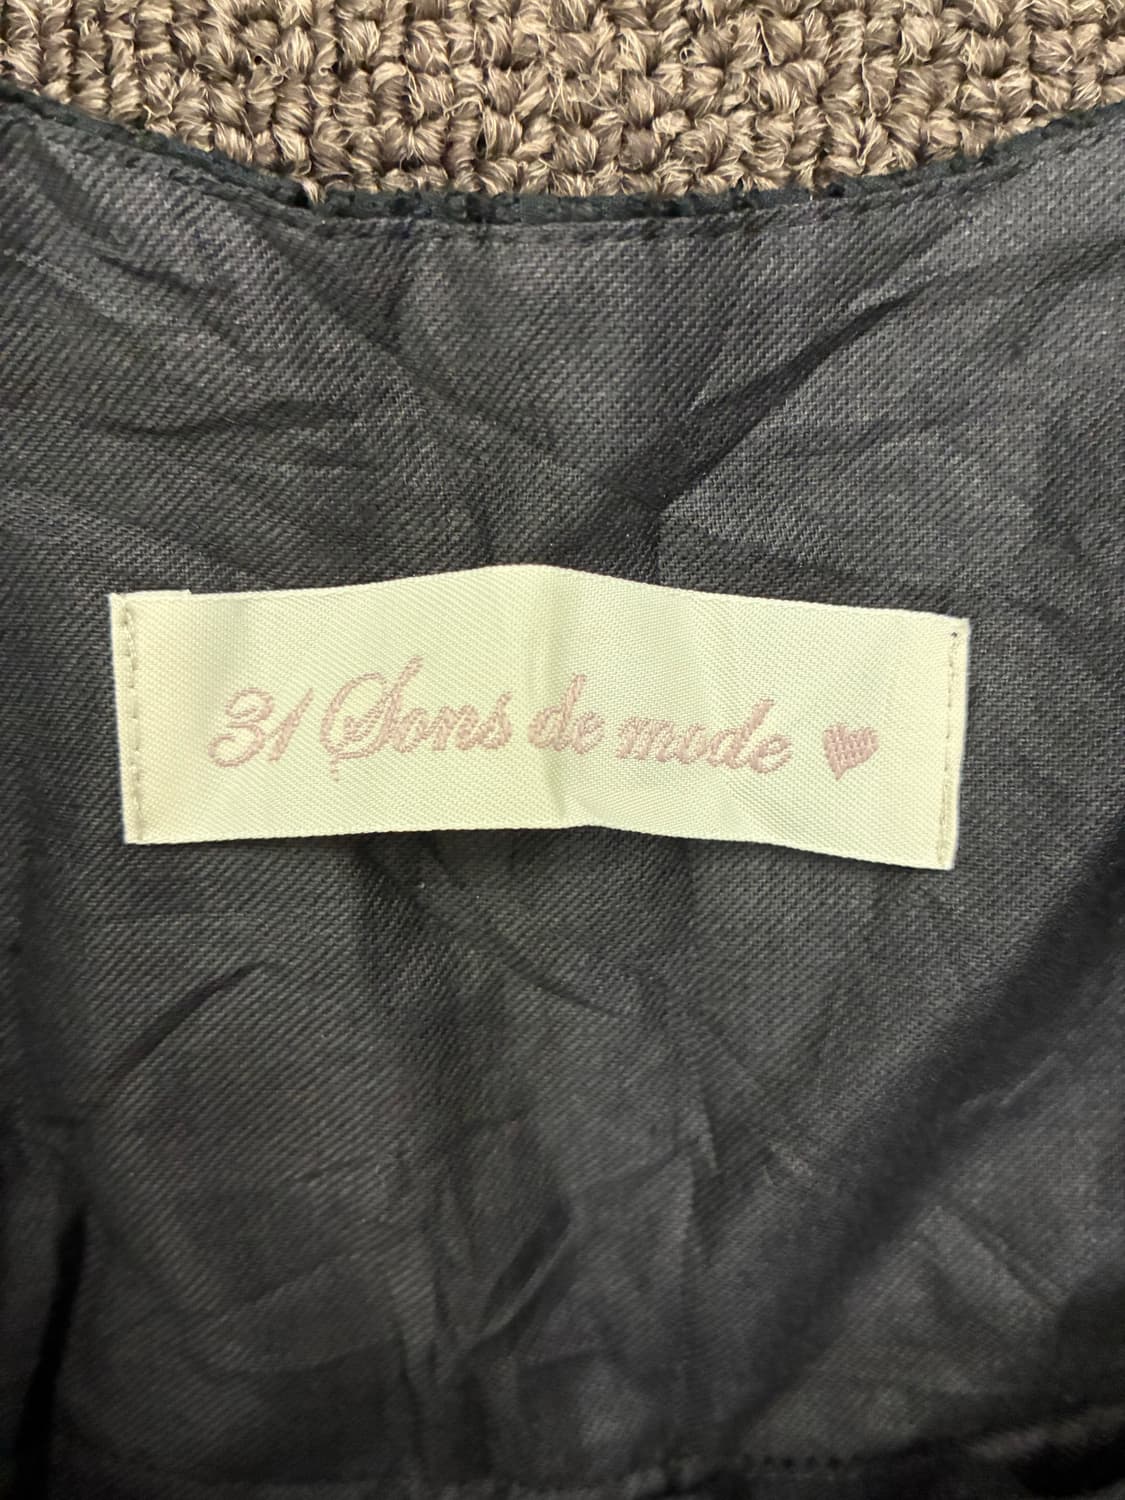 31 Sons de mode ♥